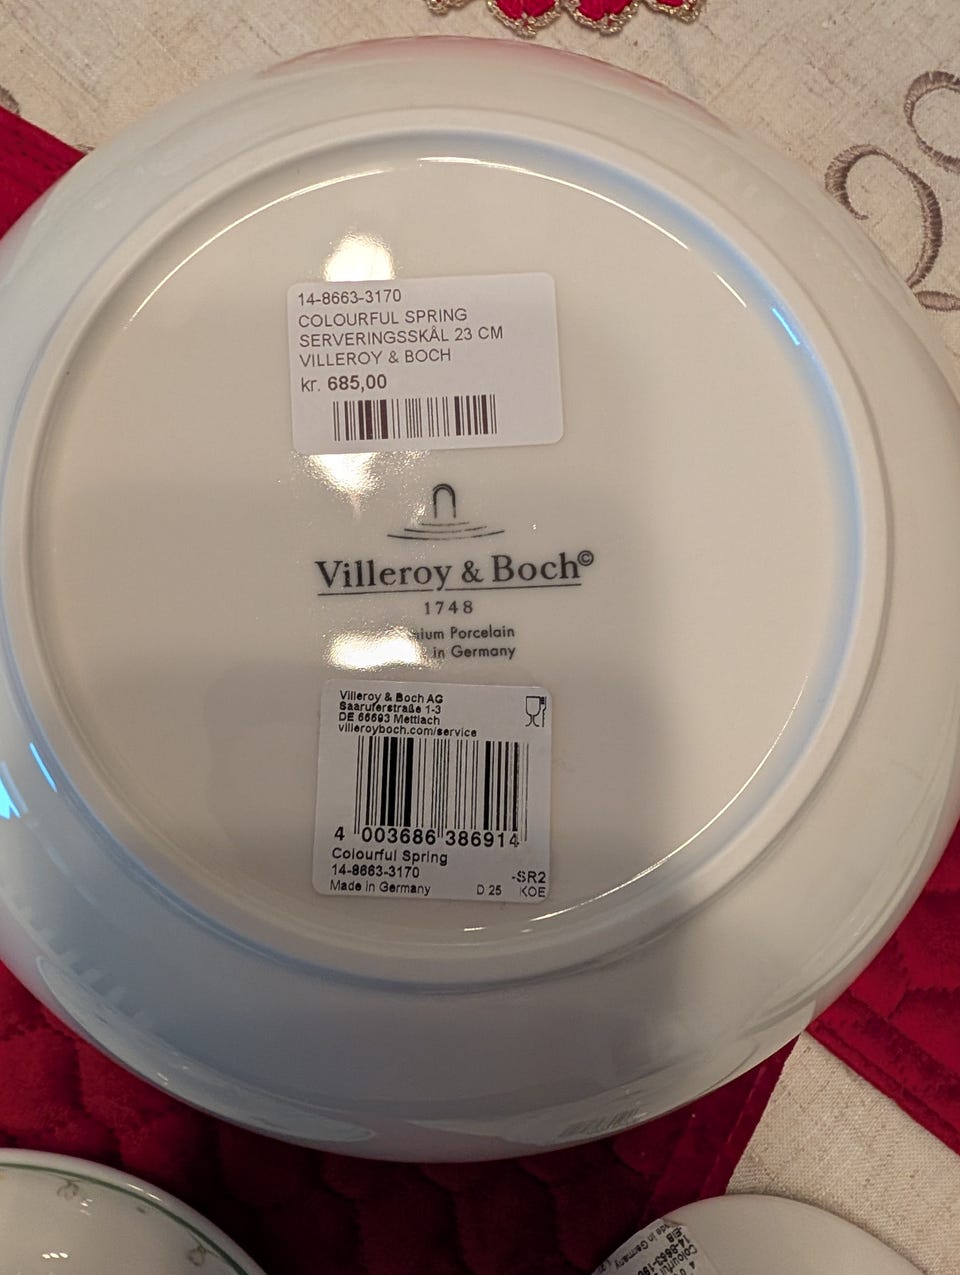 14-8663-3170
COLOURFUL SPRING
SERVERINGSSKÅL 23 CM
VILLEROY & BOCH
kr. 685,00
Villeroy & Boch©
1748
Porcelain
in Germany
Villeroy & Boch AG
Saaruferstraße 1-3
DE 66693 Mettlach
villeroyboch.com/service
4 003686 386914
Colourful Spring
14-8663-3170 -SR2
Made in Germany D 25 KOE